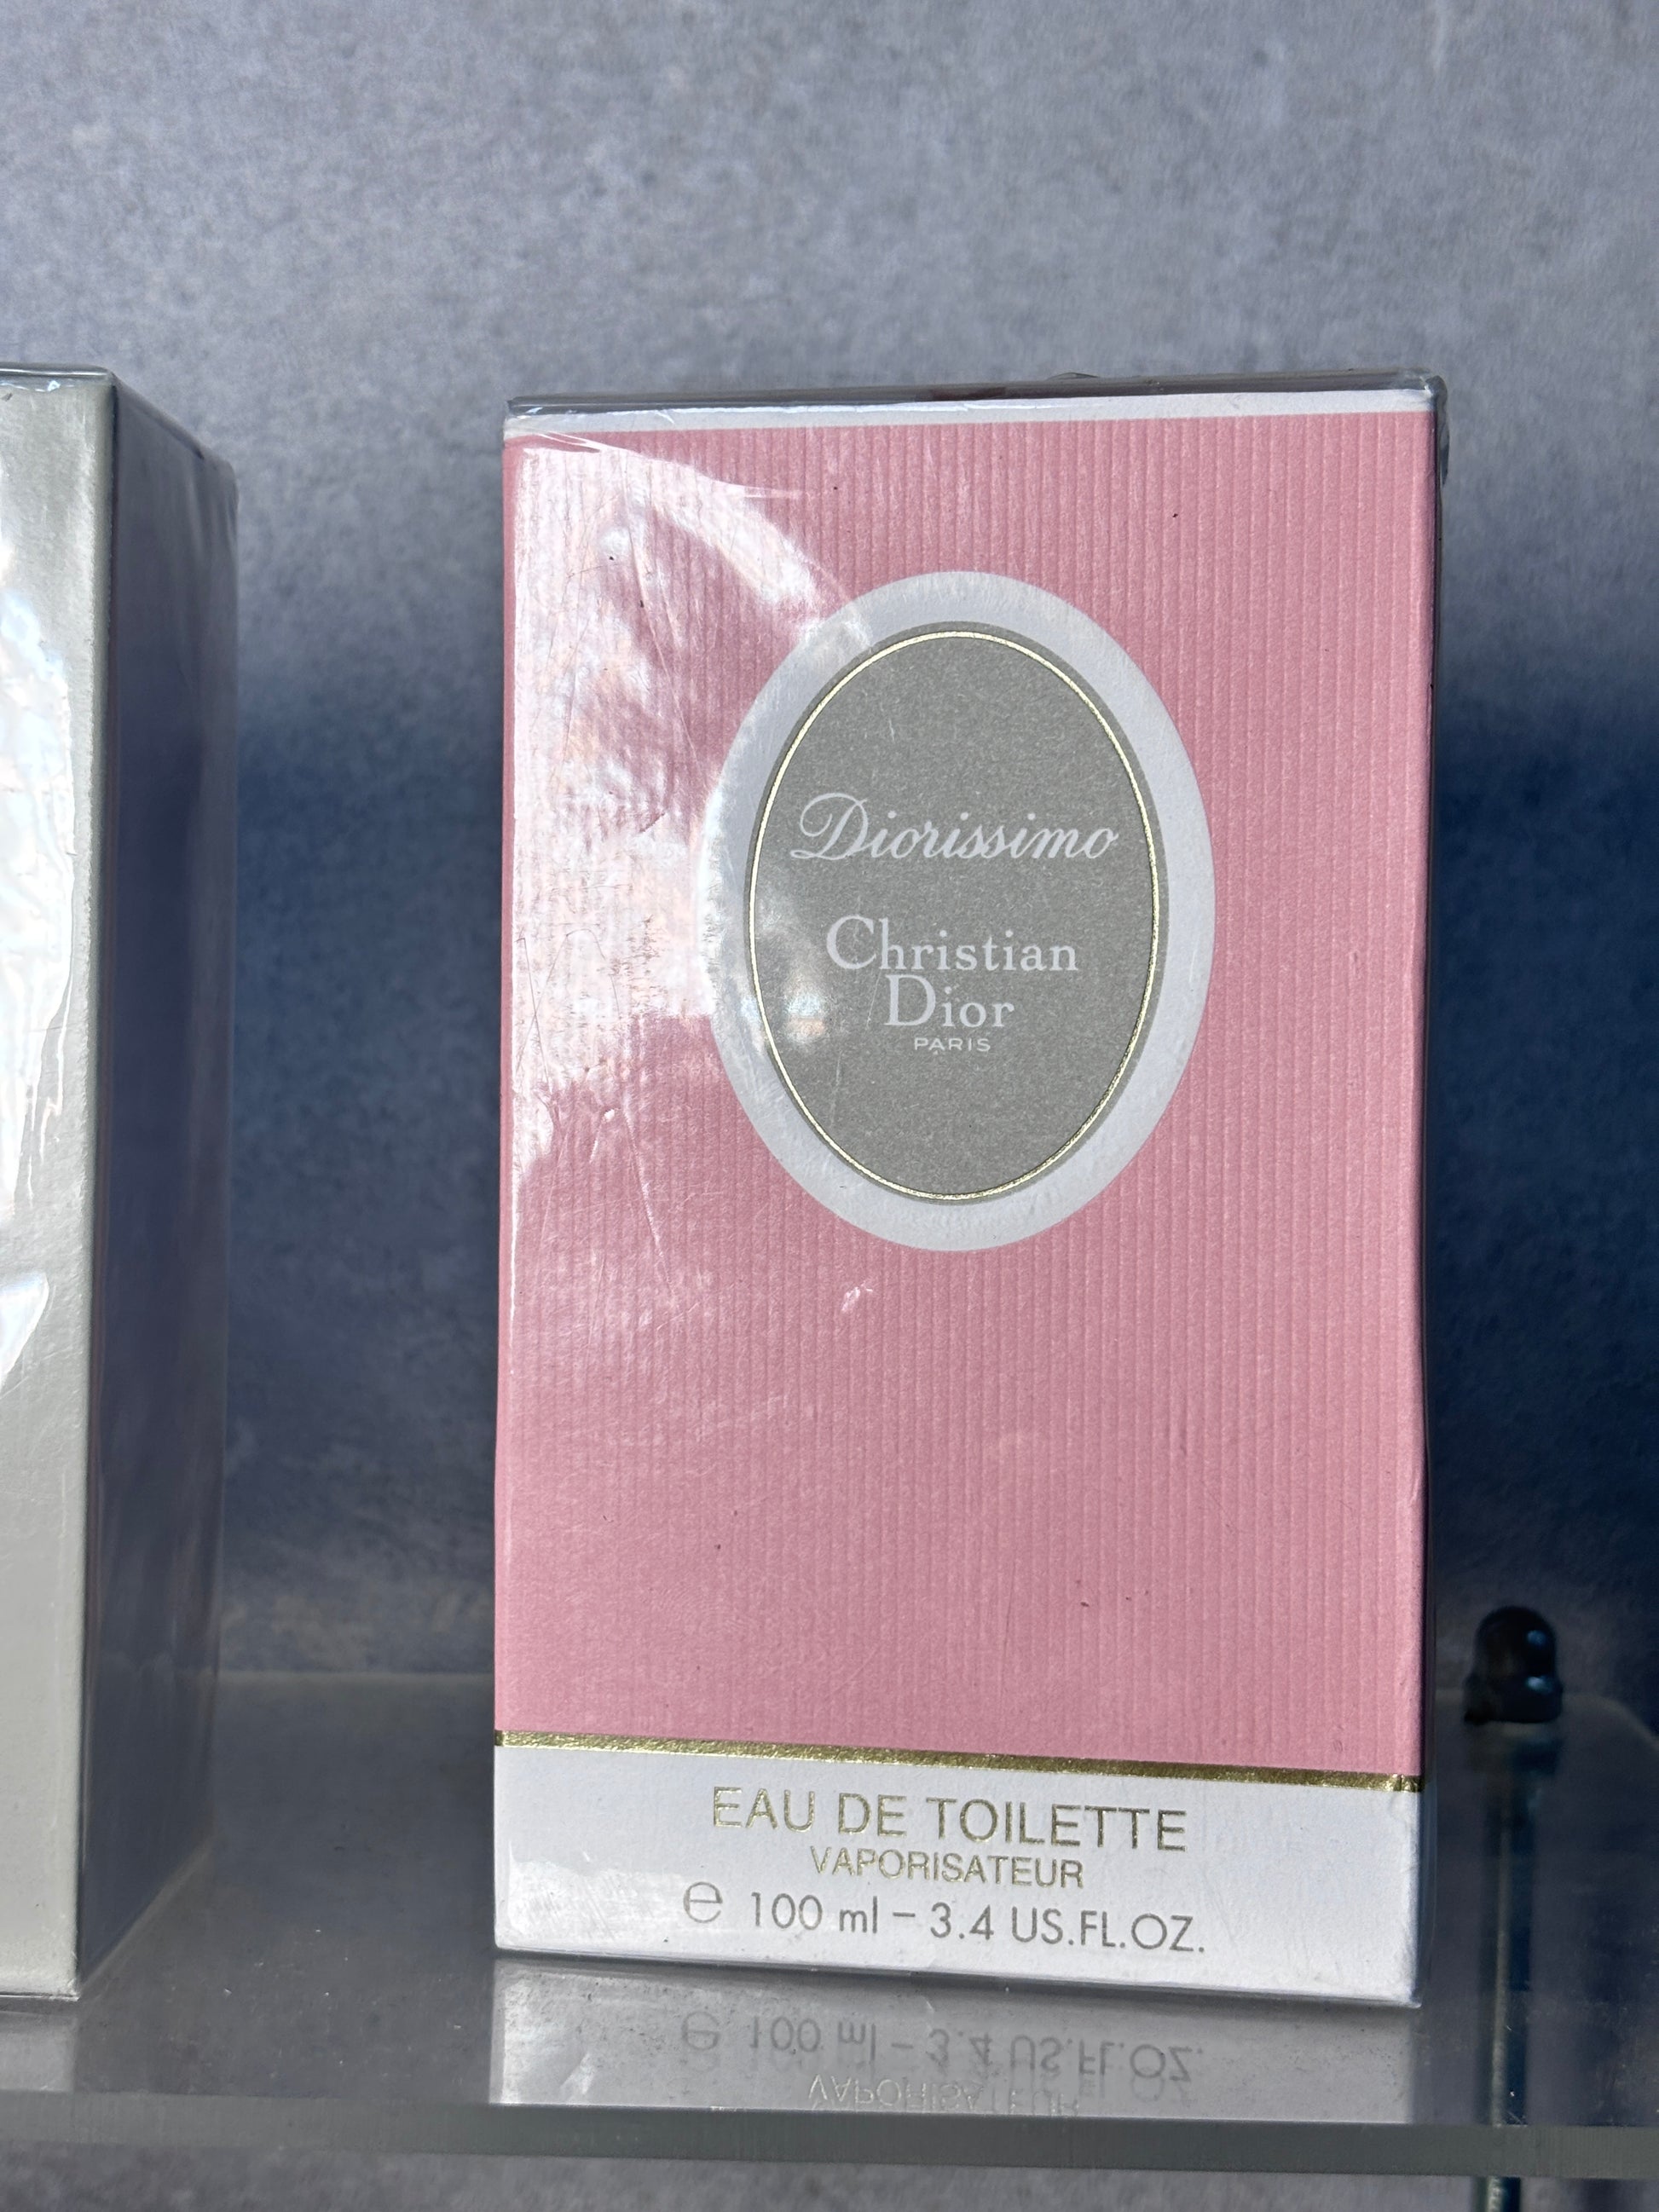 Diorissimo
Christian
Dior
PARIS
EAU DE TOILETTE
VAPORISATEUR
℮ 100 ml – 3.4 US.FL.OZ.